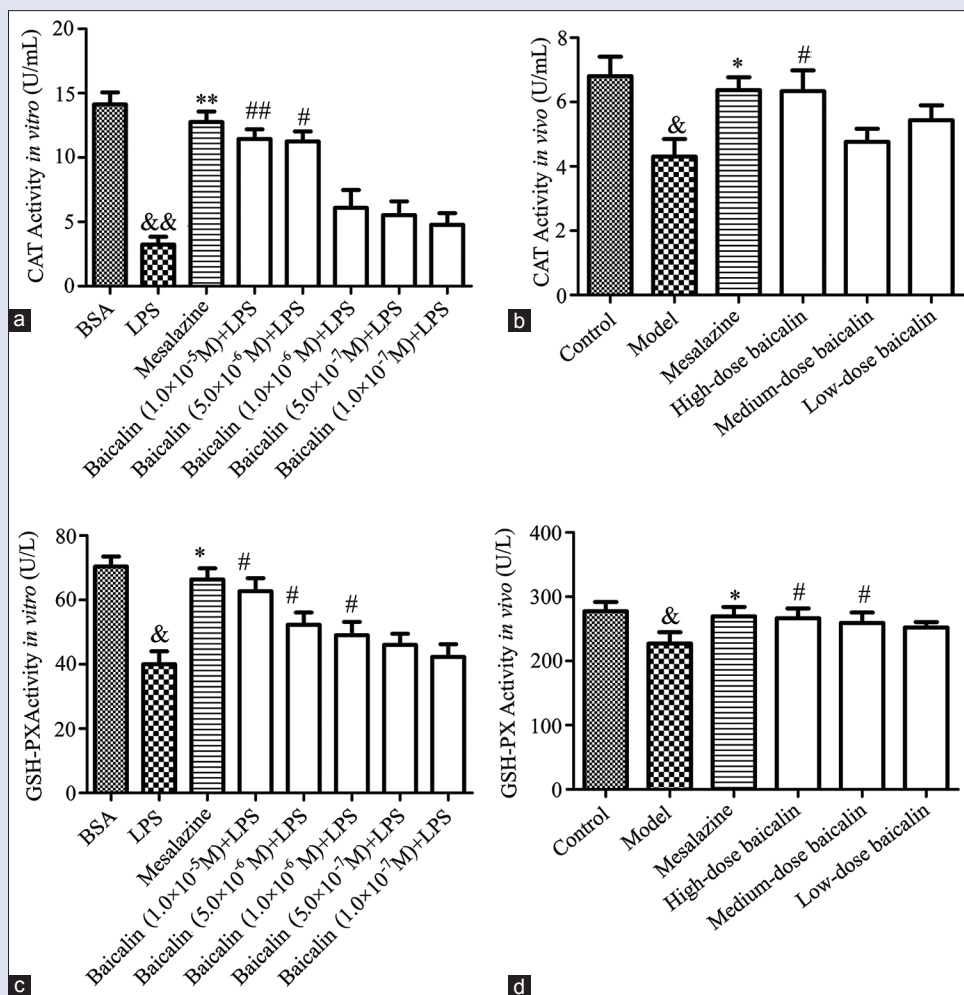 CAT Activity in vitro (U/mL)
20
15
10
5
0
&&
**
##
#
BSA
LPS
Mesalazine
Baicalin (1.0×10⁻⁵M)+LPS
Baicalin (5.0×10⁻⁶M)+LPS
Baicalin (1.0×10⁻⁶M)+LPS
Baicalin (5.0×10⁻⁷M)+LPS
Baicalin (1.0×10⁻⁷M)+LPS
a
CAT Activity in vivo (U/mL)
8
6
4
2
0
&
*
#
Control
Model
Mesalazine
High-dose baicalin
Medium-dose baicalin
Low-dose baicalin
b
GSH-PXActivity in vitro (U/L)
80
60
40
20
0
&
*
#
#
#
BSA
LPS
Mesalazine
Baicalin (1.0×10⁻⁵M)+LPS
Baicalin (5.0×10⁻⁶M)+LPS
Baicalin (1.0×10⁻⁶M)+LPS
Baicalin (5.0×10⁻⁷M)+LPS
Baicalin (1.0×10⁻⁷M)+LPS
c
GSH-PX Activity in vivo (U/L)
400
300
200
100
0
&
*
#
#
Control
Model
Mesalazine
High-dose baicalin
Medium-dose baicalin
Low-dose baicalin
d